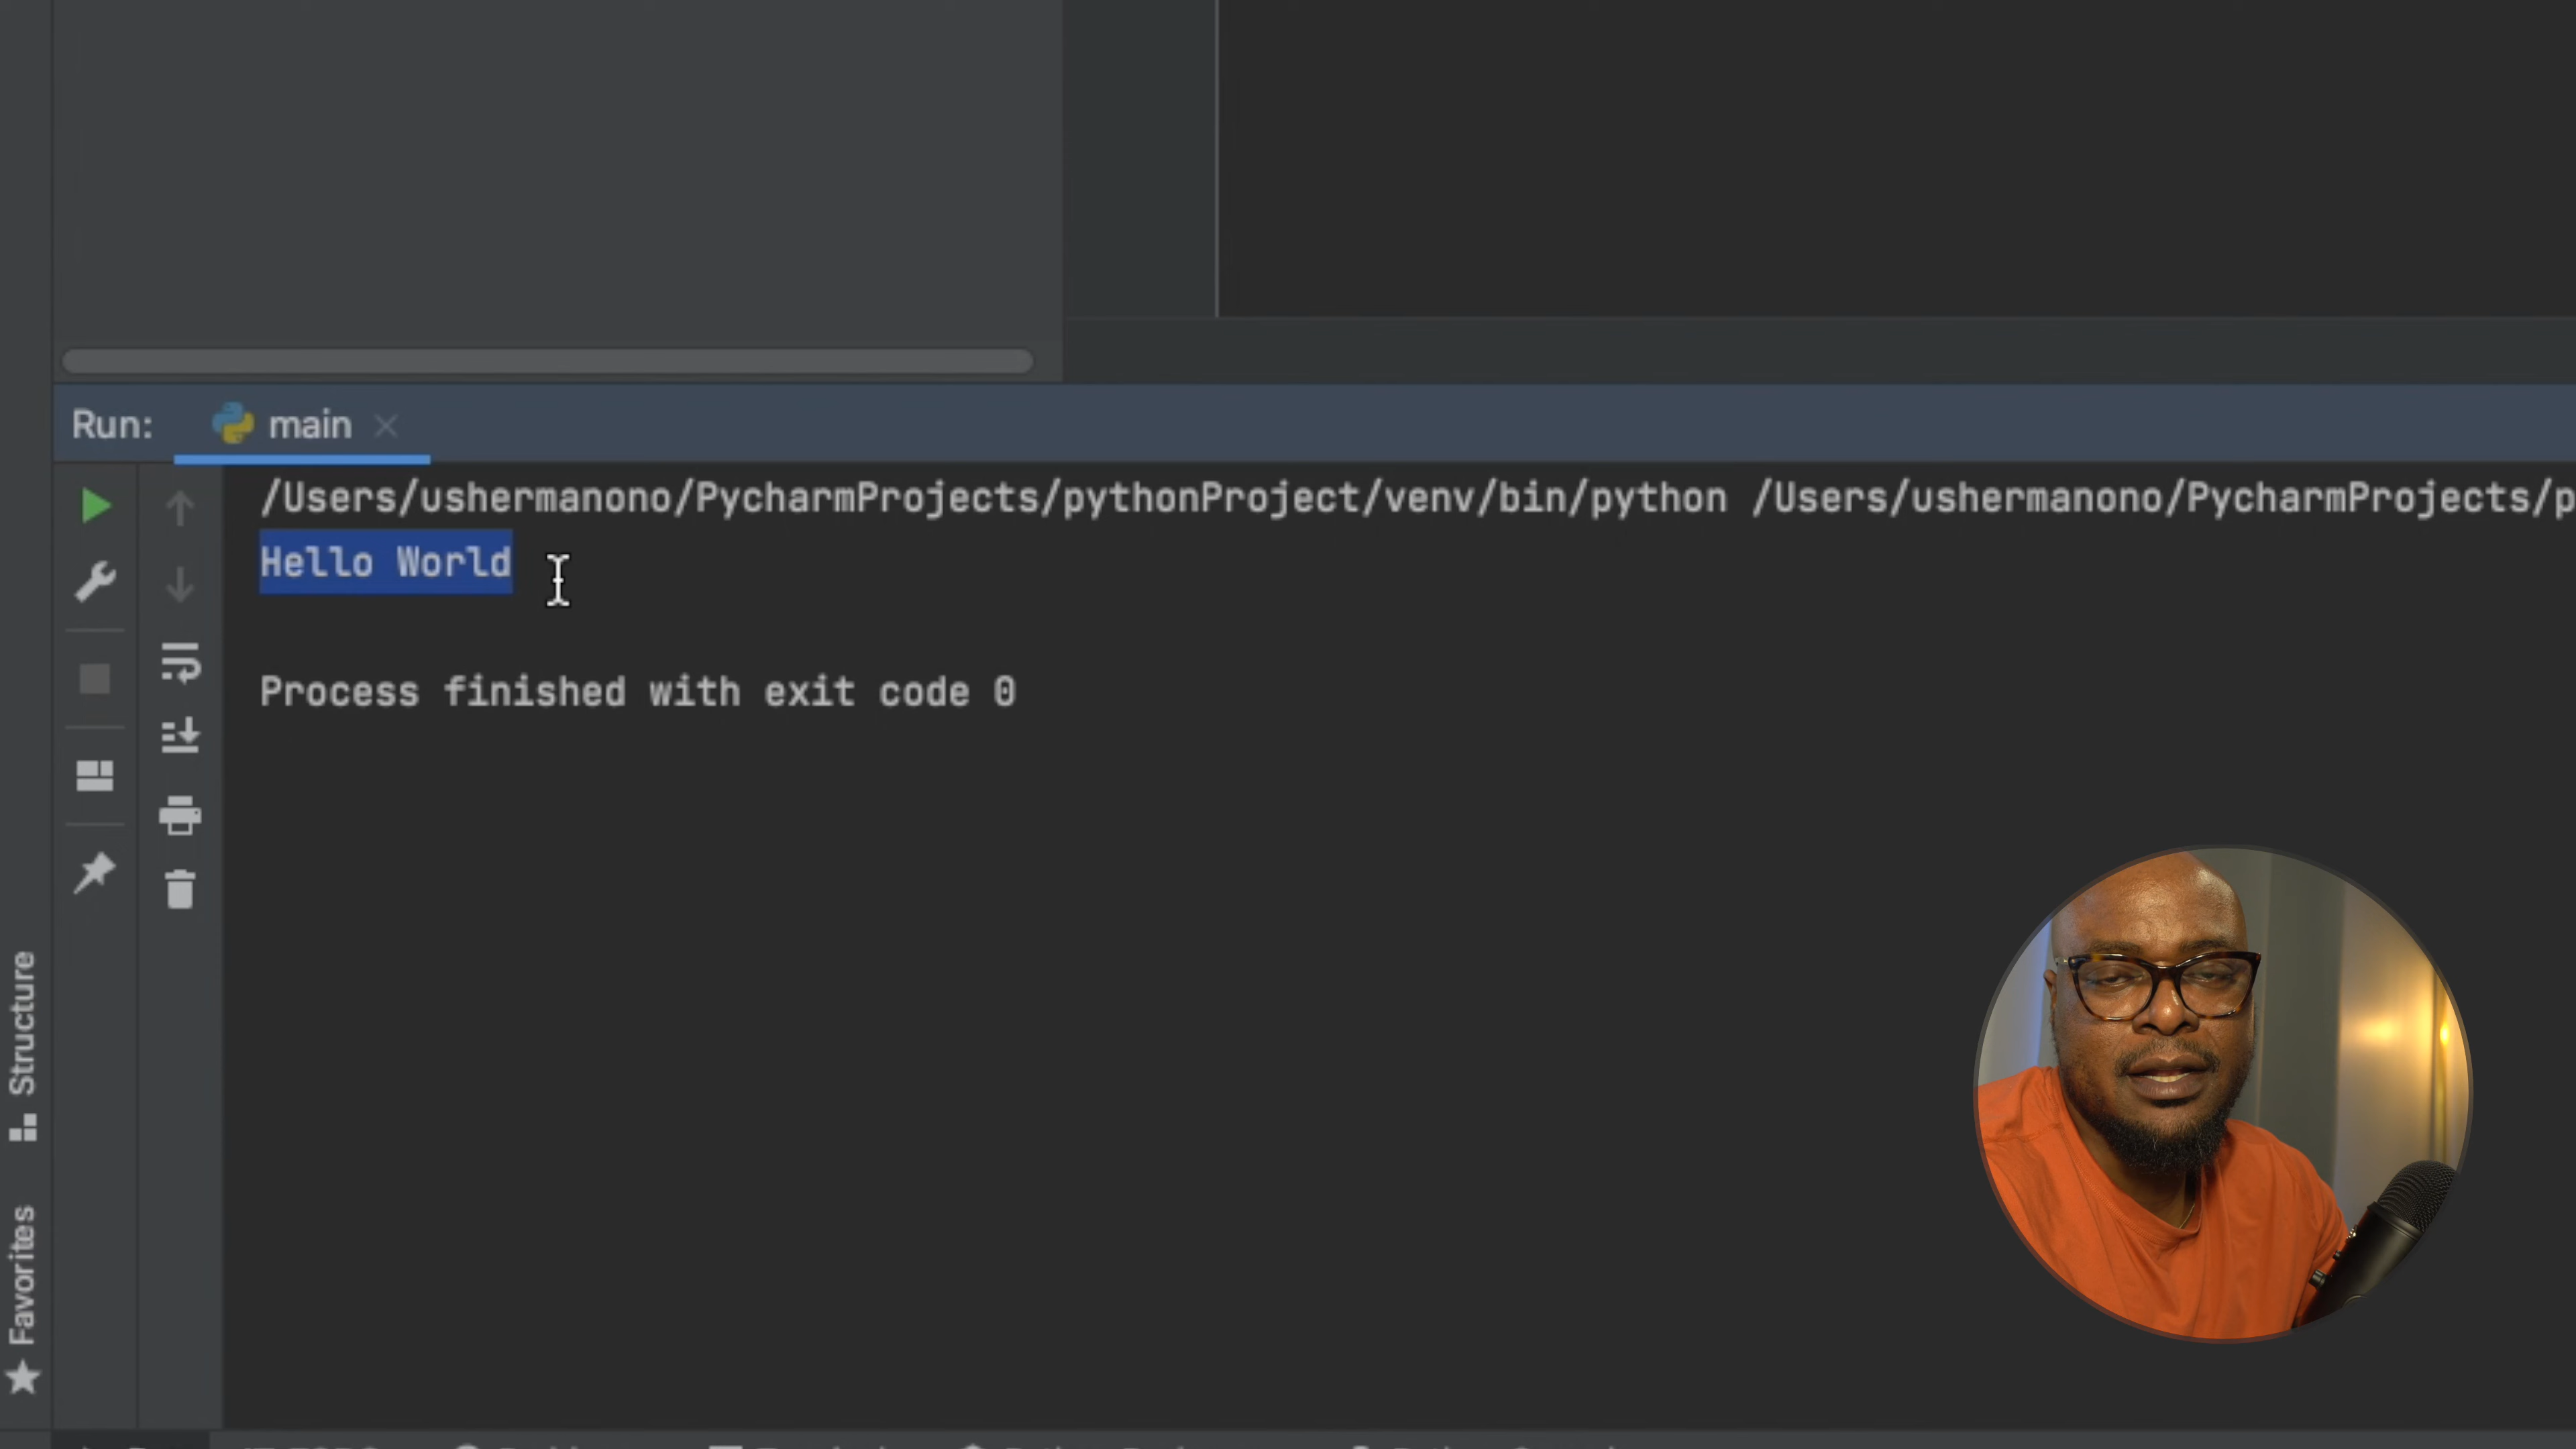 Run: main
/Users/ushermanono/PycharmProjects/pythonProject/venv/bin/python /Users/ushermanono/PycharmProjects/p
Hello World
Process finished with exit code 0
Structure
Favorites